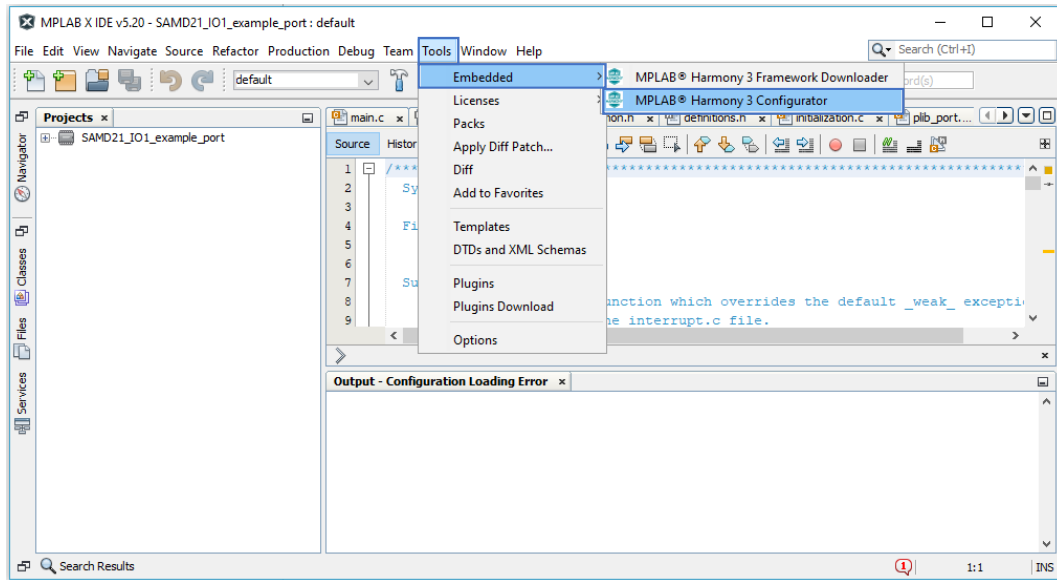 MPLAB X IDE v5.20 - SAMD21_IO1_example_port : default
File Edit View Navigate Source Refactor Production Debug Team Tools Window Help
Search (Ctrl+I)
default
Embedded
MPLAB® Harmony 3 Framework Downloader
MPLAB® Harmony 3 Configurator
Licenses
Packs
Apply Diff Patch...
Diff
Add to Favorites
Templates
DTDs and XML Schemas
Plugins
Plugins Download
Options
Projects
SAMD21_IO1_example_port
Navigator
Classes
Files
Services
main.c
definitions.h
initialization.c
plib_port....
Source Histor
1 /***
2 Sy
3
4 Fi
5
6
7 Su
8 unction which overrides the default _weak_ excepti
9 he interrupt.c file.
Output - Configuration Loading Error
Search Results
1
1:1
INS